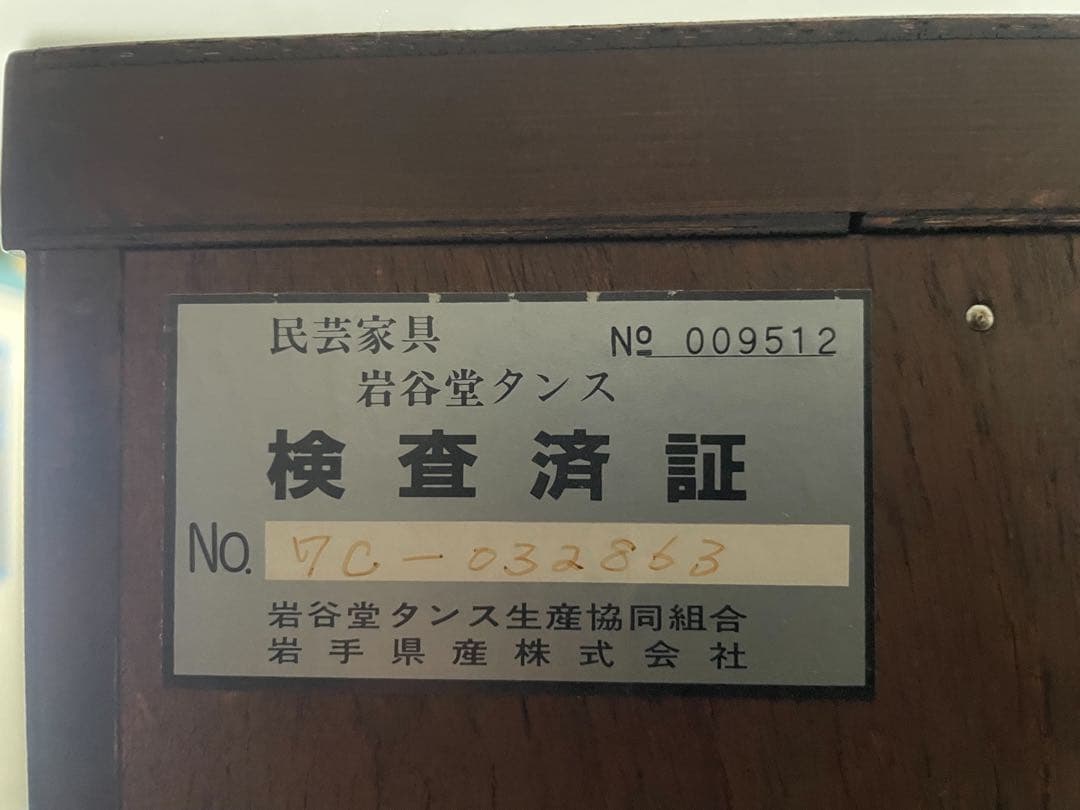 民芸家具
No 009512
岩谷堂タンス
検査済証
No. 7C-032863
岩谷堂タンス生産協同組合
岩手県産株式会社